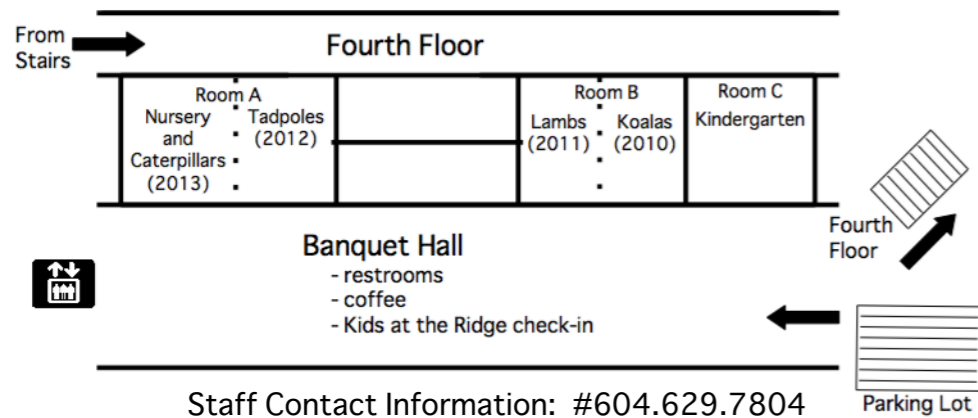 From
Stairs
Fourth Floor
Room A
Nursery
and
Caterpillars
(2013)
Tadpoles
(2012)
Room B
Lambs
(2011)
Koalas
(2010)
Room C
Kindergarten
Fourth
Floor
Banquet Hall
- restrooms
- coffee
- Kids at the Ridge check-in
Parking Lot
Staff Contact Information: #604.629.7804